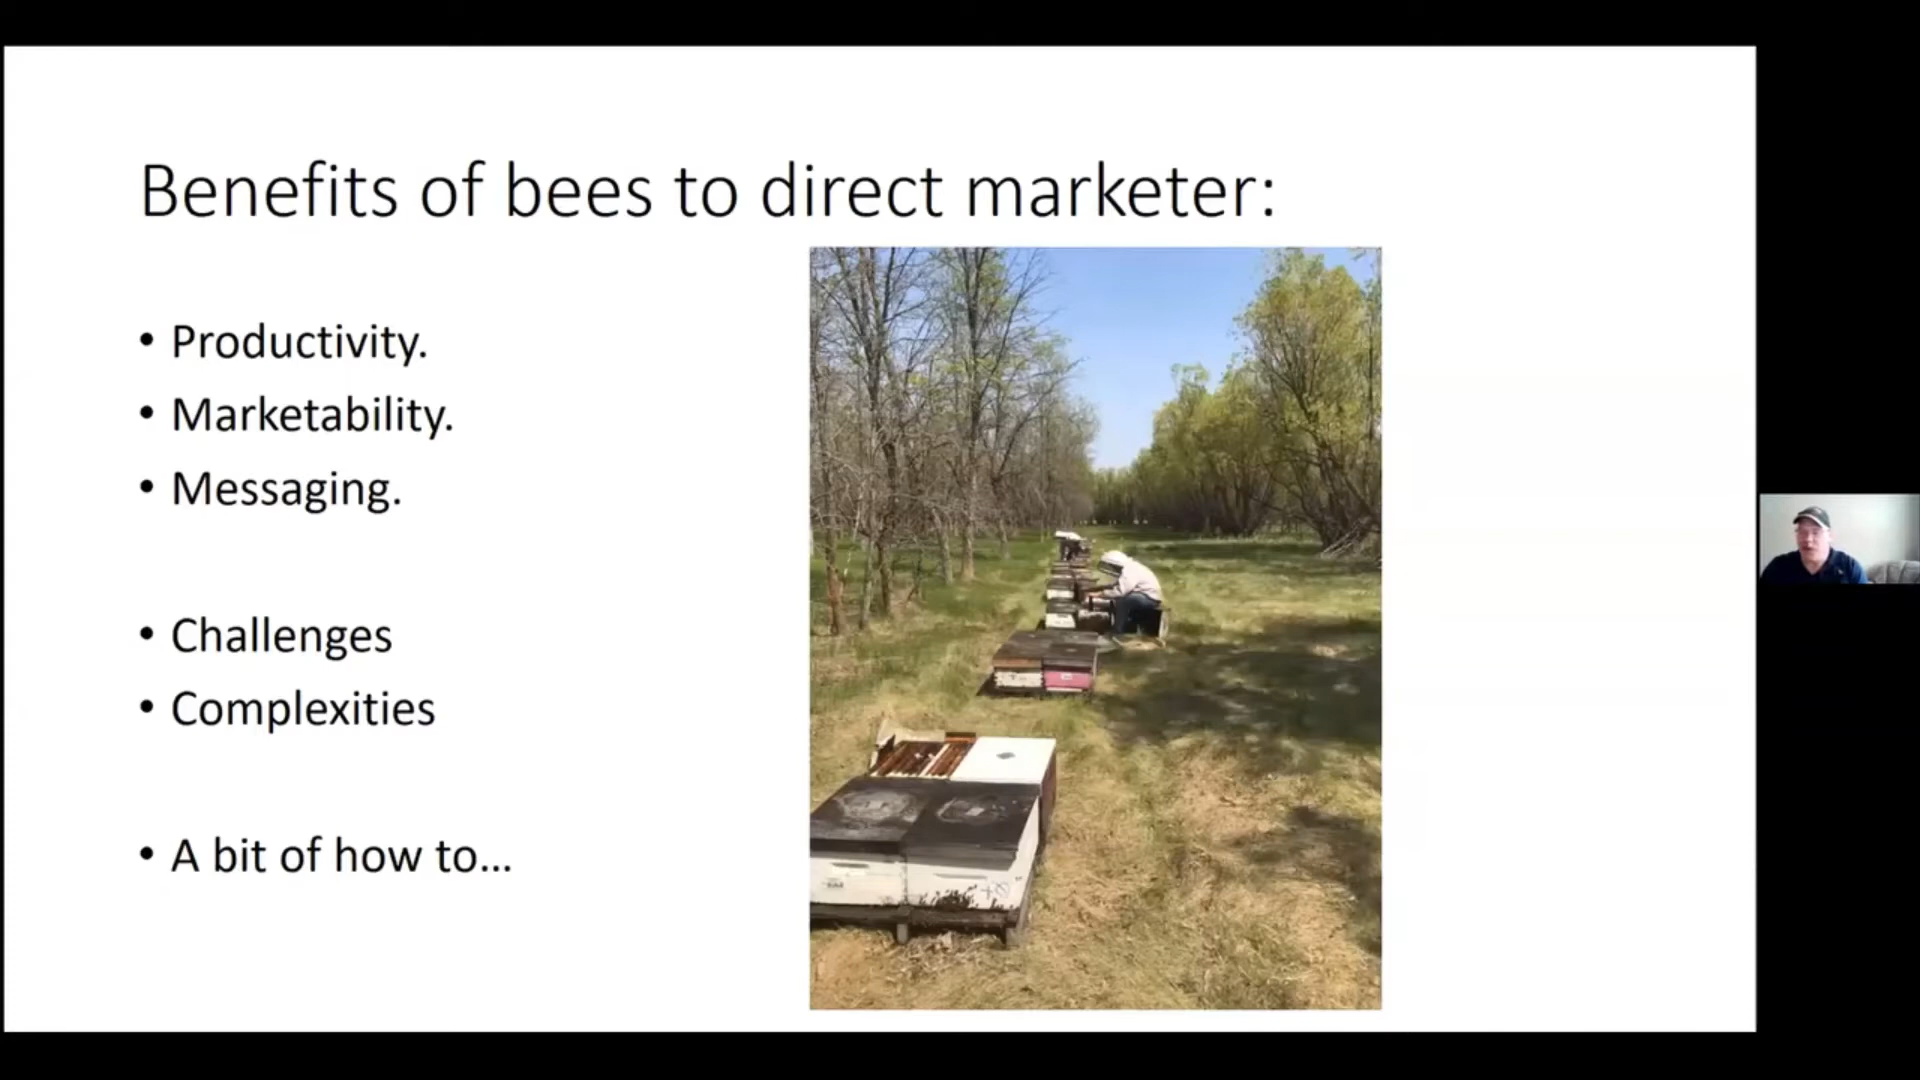 Benefits of bees to direct marketer:
• Productivity.
• Marketability.
• Messaging.
• Challenges
• Complexities
• A bit of how to...